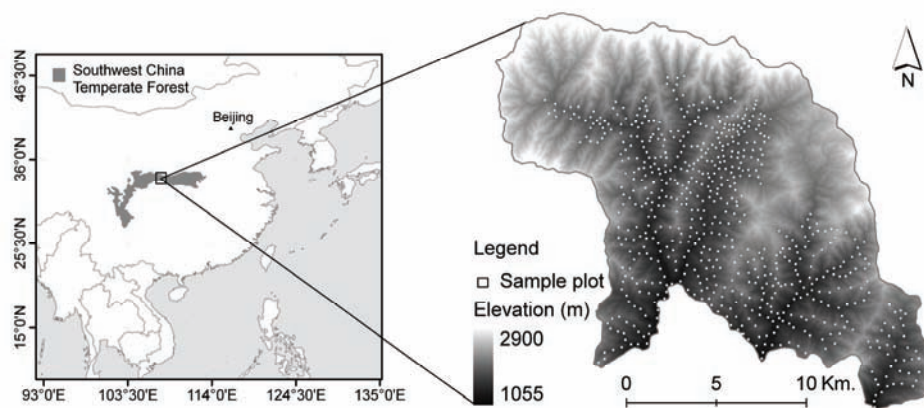 Southwest China
Temperate Forest
Beijing
46°30'N
36°0'N
25°30'N
15°0'N
93°0'E
103°30'E
114°0'E
124°30'E
135°0'E
N
Legend
Sample plot
Elevation (m)
2900
1055
0 5 10 Km.